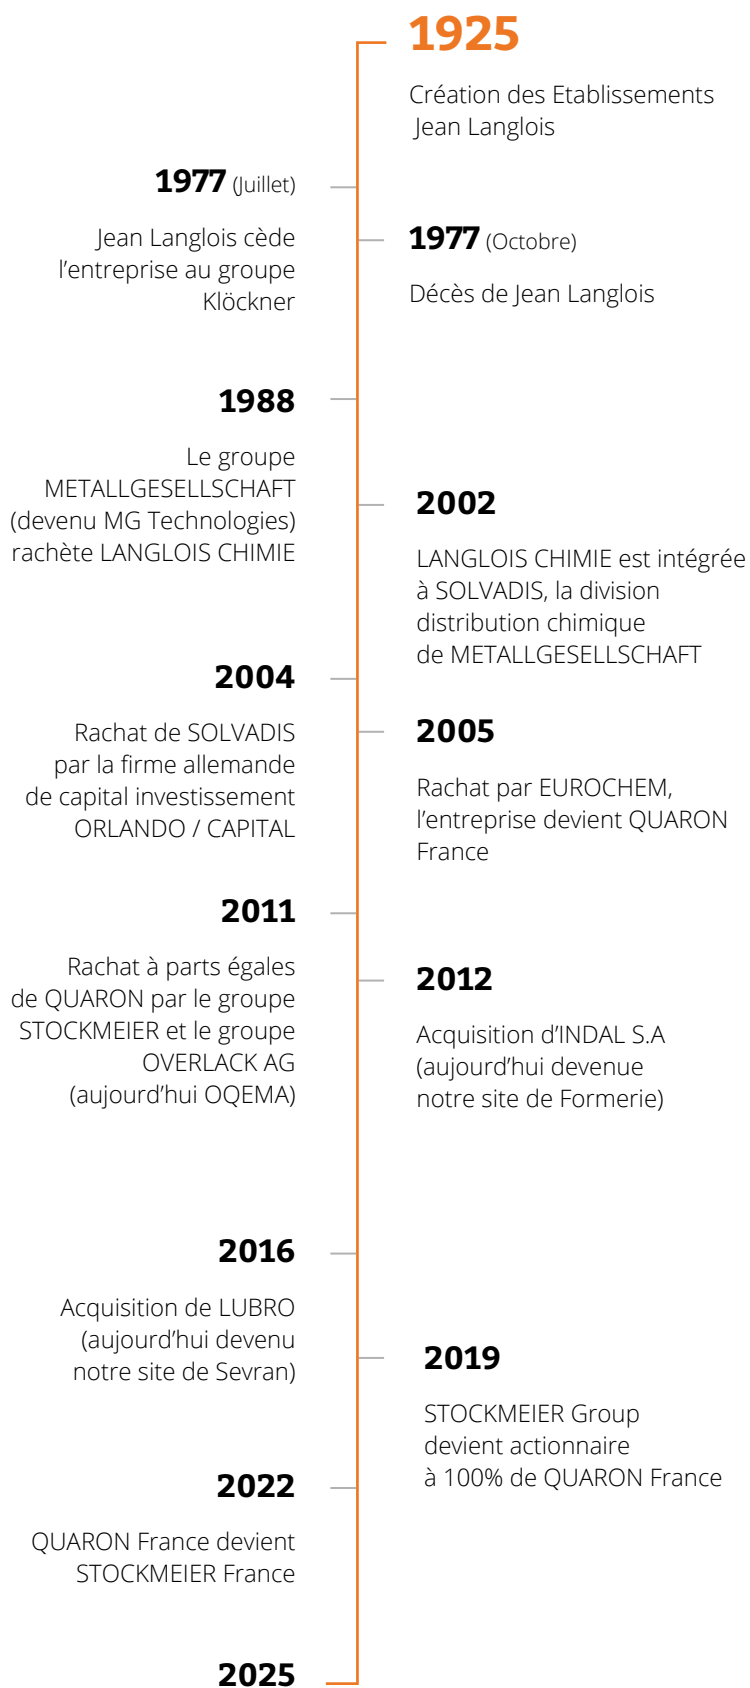 1925
Création des Etablissements
Jean Langlois
1977 (Juillet)
Jean Langlois cède
l'entreprise au groupe
Klöckner
1977 (Octobre)
Décès de Jean Langlois
1988
Le groupe
METALLGESELLSCHAFT
(devenu MG Technologies)
rachète LANGLOIS CHIMIE
2002
LANGLOIS CHIMIE est intégrée
à SOLVADIS, la division
distribution chimique
de METALLGESELLSCHAFT
2004
Rachat de SOLVADIS
par la firme allemande
de capital investissement
ORLANDO / CAPITAL
2005
Rachat par EUROCHEM,
l'entreprise devient QUARON
France
2011
Rachat à parts égales
de QUARON par le groupe
STOCKMEIER et le groupe
OVERLACK AG
(aujourd'hui OQEMA)
2012
Acquisition d'INDAL S.A
(aujourd'hui devenue
notre site de Formerie)
2016
Acquisition de LUBRO
(aujourd'hui devenu
notre site de Sevran)
2019
STOCKMEIER Group
devient actionnaire
à 100% de QUARON France
2022
QUARON France devient
STOCKMEIER France
2025